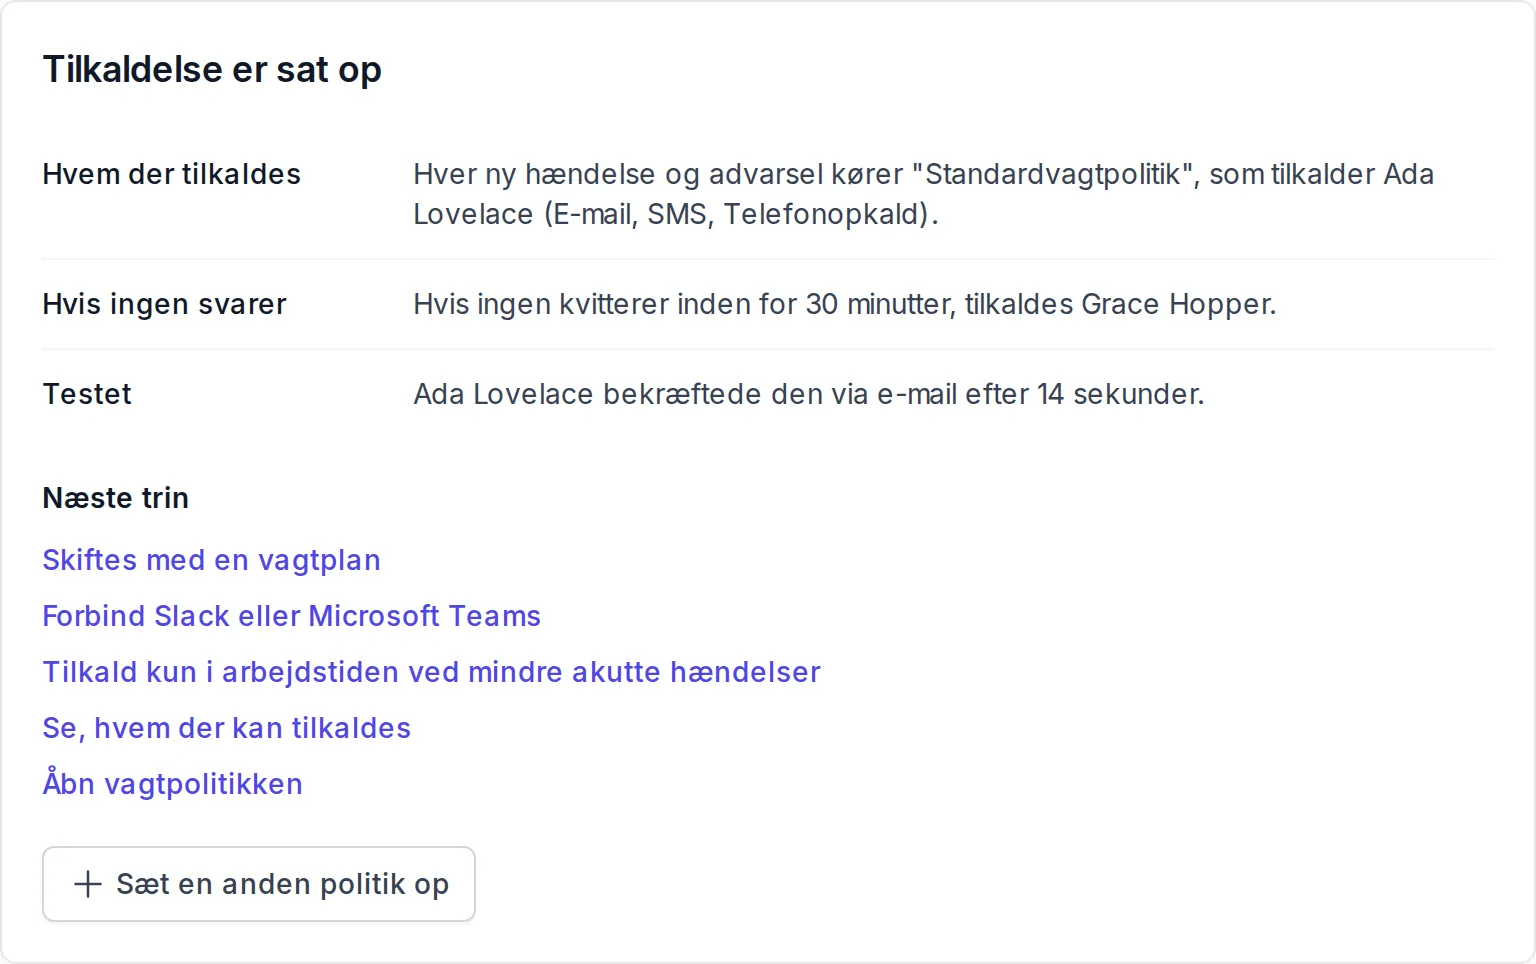 Tilkaldelse er sat op
Hvem der tilkaldes
Hver ny hændelse og advarsel kører "Standardvagtpolitik", som tilkalder Ada
Lovelace (E-mail, SMS, Telefonopkald).
Hvis ingen svarer
Hvis ingen kvitterer inden for 30 minutter, tilkaldes Grace Hopper.
Testet
Ada Lovelace bekræftede den via e-mail efter 14 sekunder.
Næste trin
Skiftes med en vagtplan
Forbind Slack eller Microsoft Teams
Tilkald kun i arbejdstiden ved mindre akutte hændelser
Se, hvem der kan tilkaldes
Åbn vagtpolitikken
Sæt en anden politik op